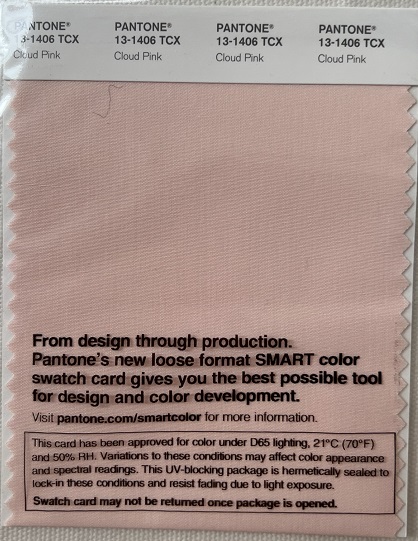 PANTONE® PANTONE® PANTONE® PANTONE®
13-1406 TCX 13-1406 TCX 13-1406 TCX 13-1406 TCX
Cloud Pink Cloud Pink Cloud Pink Cloud Pink
From design through production.
Pantone's new loose format SMART color
swatch card gives you the best possible tool
for design and color development.
Visit pantone.com/smartcolor for more information.
This card has been approved for color under D65 lighting, 21°C (70°F)
and 50% RH. Variations to these conditions may affect color appearance
and spectral readings. This UV-blocking package is hermetically sealed to
lock-in these conditions and resist fading due to light exposure.
Swatch card may not be returned once package is opened.